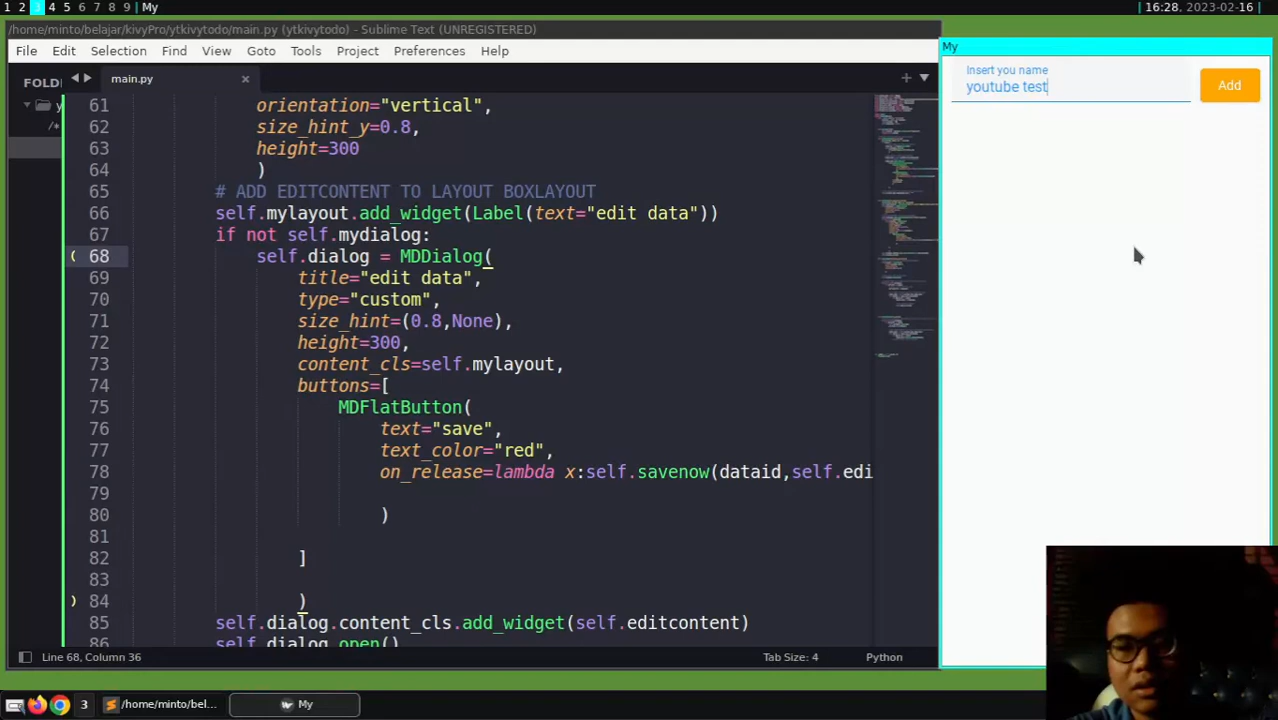 1 2 3 4 5 6 7 8 9 My
16:28, 2023-02-16
/home/minto/belajar/kivyPro/ytkivytodo/main.py (ytkivytodo) - Sublime Text (UNREGISTERED)
File Edit Selection Find View Goto Tools Project Preferences Help
FOLD
main.py
y
/*
61 orientation="vertical",
62 size_hint_y=0.8,
63 height=300
64 )
65 # ADD EDITCONTENT TO LAYOUT BOXLAYOUT
66 self.mylayout.add_widget(Label(text="edit data"))
67 if not self.mydialog:
68 self.dialog = MDDialog(
69 title="edit data",
70 type="custom",
71 size_hint=(0.8,None),
72 height=300,
73 content_cls=self.mylayout,
74 buttons=[
75 MDFlatButton(
76 text="save",
77 text_color="red",
78 on_release=lambda x:self.savenow(dataid,self.edi
79
80 )
81
82 ]
83
84 )
85 self.dialog.content_cls.add_widget(self.editcontent)
86 self.dialog.open()
Line 68, Column 36
Tab Size: 4
Python
My
Insert you name
youtube test
Add
3
/home/minto/bel...
My